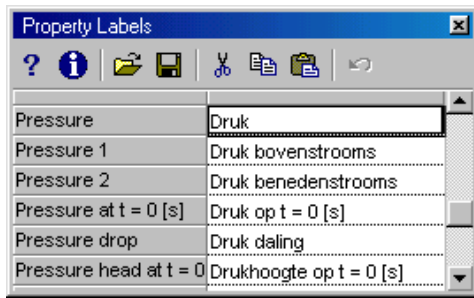 Property Labels
Pressure Druk
Pressure 1 Druk bovenstrooms
Pressure 2 Druk benedenstrooms
Pressure at t = 0 [s] Druk op t = 0 [s]
Pressure drop Druk daling
Pressure head at t = 0 Drukhoogte op t = 0 [s]